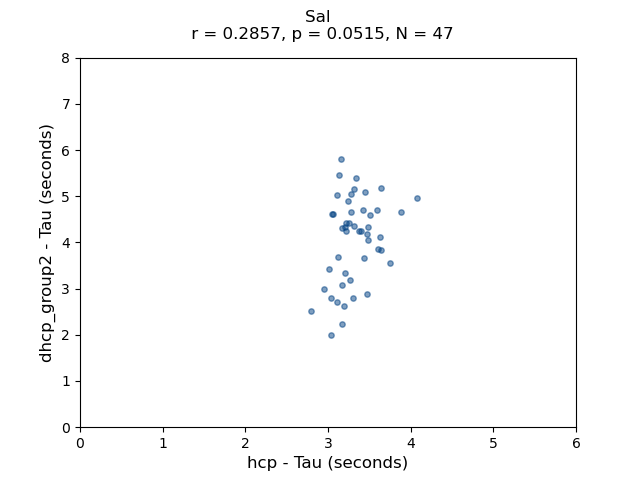 Sal
r = 0.2857, p = 0.0515, N = 47
8
7
6
5
4
3
2
1
0
dhcp_group2 - Tau (seconds)
0 1 2 3 4 5 6
hcp - Tau (seconds)